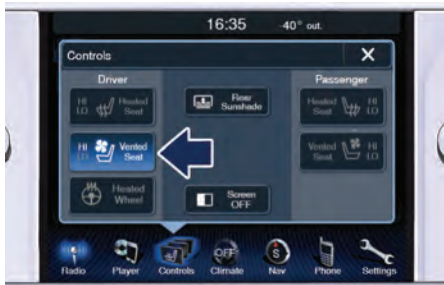 16:35 -40° out.
Controls X
Driver Passenger
HI LO Heated Seat
Rear Sunshade
Heated Seat HI LO
HI LO Vented Seat
Vented Seat HI LO
Heated Wheel
Screen OFF
OFF S
Radio Player Controls Climate Nav Phone Settings